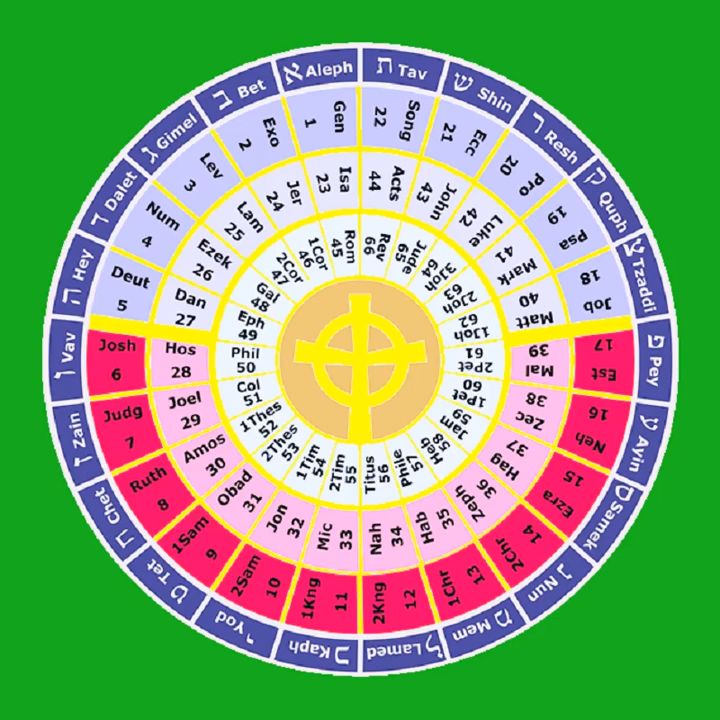 א Aleph
ב Bet
ג Gimel
ד Dalet
ה Hey
ו Vav
ז Zain
ח Chet
ט Tet
י Yod
כ Kaph
ל Lamed
מ Mem
נ Nun
ס Samek
ע Ayin
פ Pey
צ Tzaddi
ק Quph
ר Resh
ש Shin
ת Tav
Gen
1
Exo
2
Lev
3
Num
4
Deut
5
Josh
6
Judg
7
Ruth
8
1Sam
9
2Sam
10
1Kng
11
2Kng
12
1Chr
13
2Chr
14
Ezra
15
Neh
16
Est
17
Job
18
Psa
19
Pro
20
Ecc
21
Song
22
Isa
23
Jer
24
Lam
25
Ezek
26
Dan
27
Hos
28
Joel
29
Amos
30
Obad
31
Jon
32
Mic
33
Nah
34
Hab
35
Zeph
36
Hag
37
Zec
38
Mal
39
Matt
40
Mark
41
Luke
42
John
43
Acts
44
Rom
45
1Cor
46
2Cor
47
Gal
48
Eph
49
Phil
50
Col
51
1Thes
52
2Thes
53
1Tim
54
2Tim
55
Titus
56
Phile
57
Heb
58
Jam
59
1Pet
60
2Pet
61
1Joh
62
2Joh
63
3Joh
64
Jude
65
Rev
66